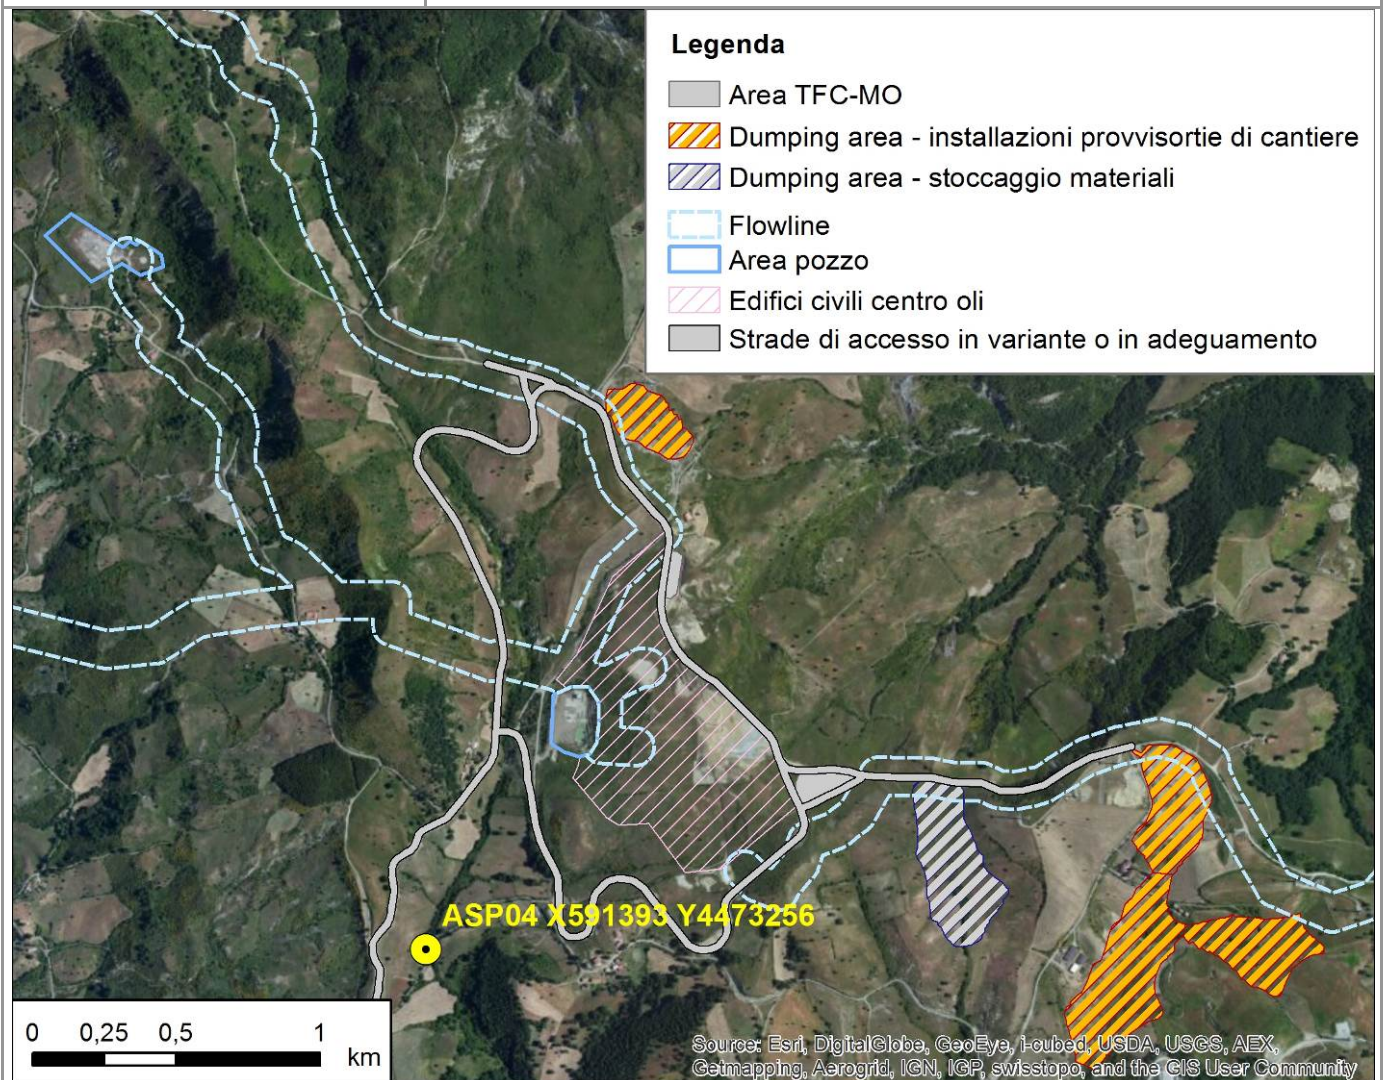 Legenda
Area TFC-MO
Dumping area - installazioni provvisortie di cantiere
Dumping area - stoccaggio materiali
Flowline
Area pozzo
Edifici civili centro oli
Strade di accesso in variante o in adeguamento
ASP04 X591393 Y4473256
0 0,25 0,5 1
km
Source: Esri, DigitalGlobe, GeoEye, i-cubed, USDA, USGS, AEX,
Getmapping, Aerogrid, IGN, IGP, swisstopo, and the GIS User Community